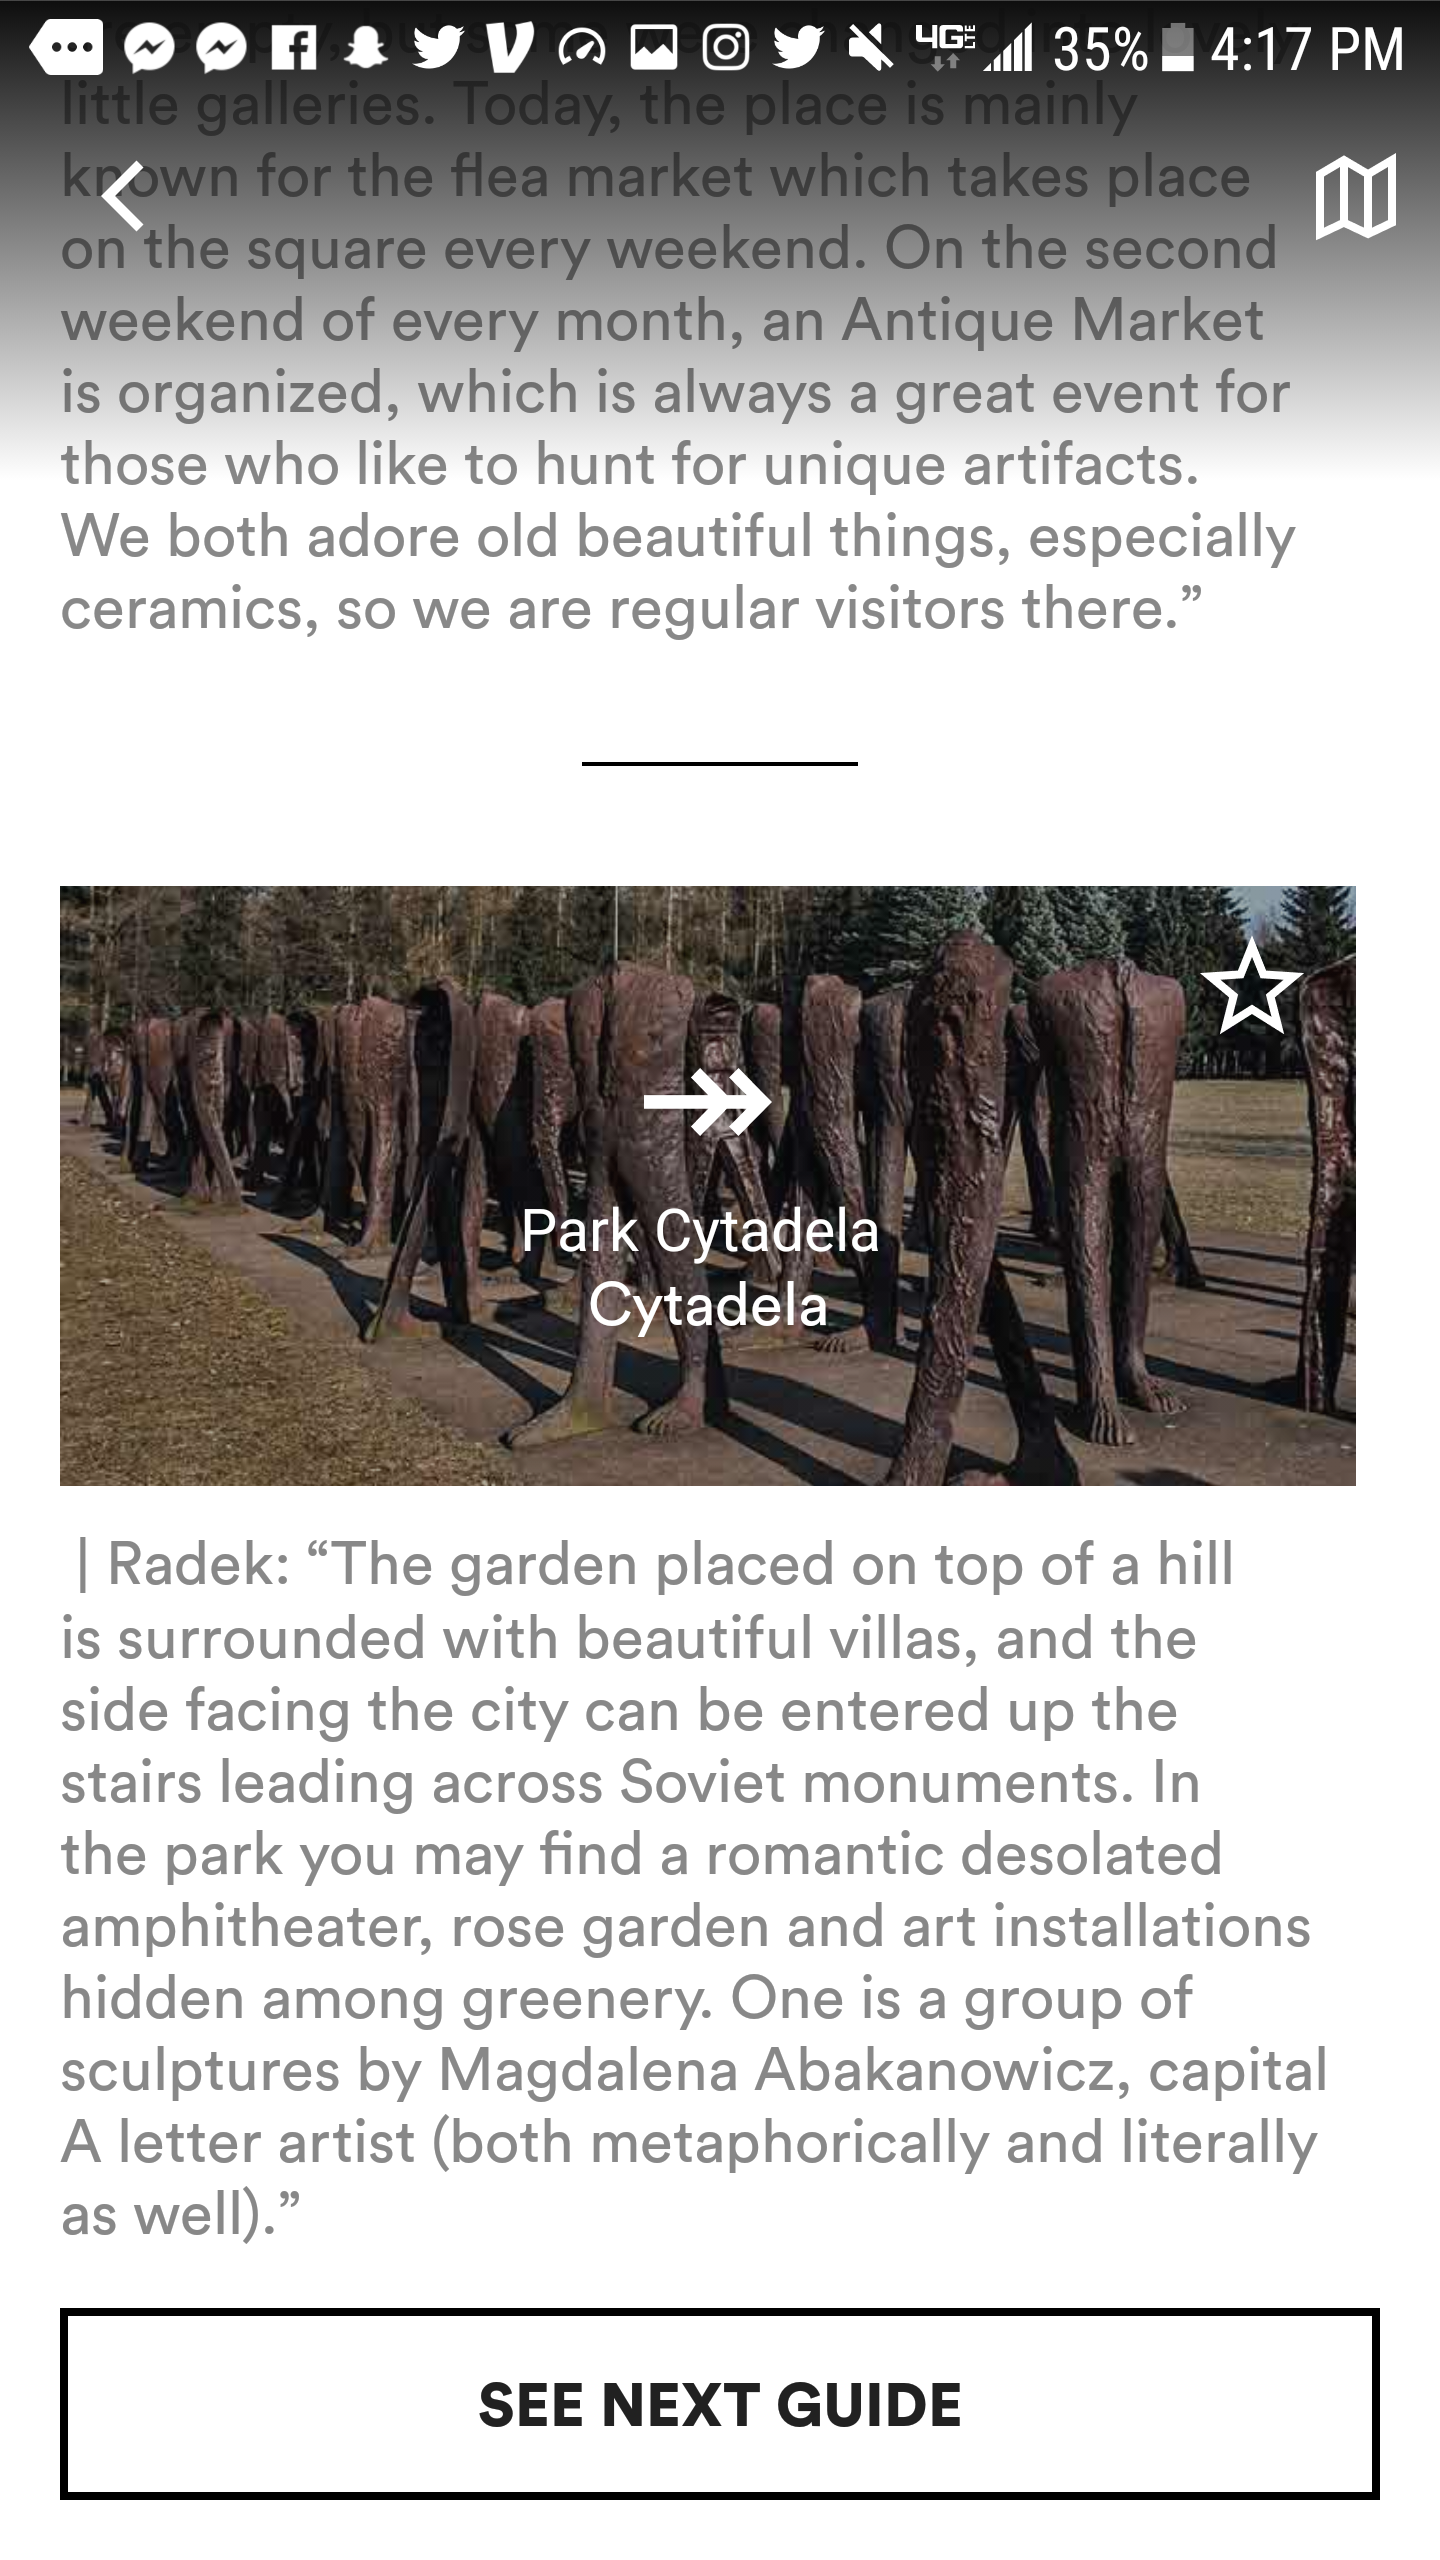 4G LTE 35% 4:17 PM
little galleries. Today, the place is mainly
known for the flea market which takes place
on the square every weekend. On the second
weekend of every month, an Antique Market
is organized, which is always a great event for
those who like to hunt for unique artifacts.
We both adore old beautiful things, especially
ceramics, so we are regular visitors there.”
Park Cytadela
Cytadela
| Radek: “The garden placed on top of a hill
is surrounded with beautiful villas, and the
side facing the city can be entered up the
stairs leading across Soviet monuments. In
the park you may find a romantic desolated
amphitheater, rose garden and art installations
hidden among greenery. One is a group of
sculptures by Magdalena Abakanowicz, capital
A letter artist (both metaphorically and literally
as well).”
SEE NEXT GUIDE